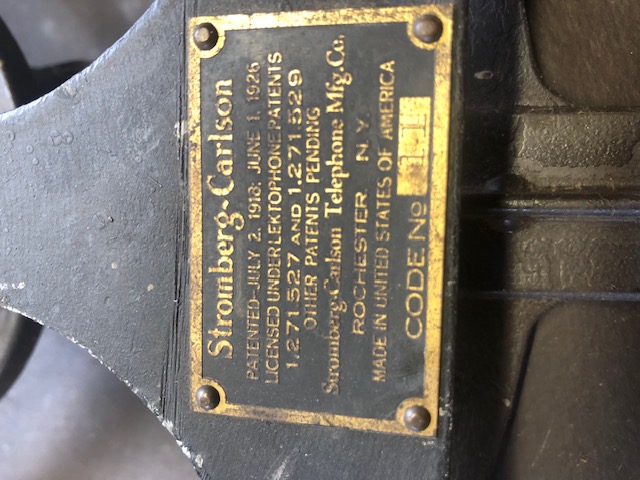 Stromberg-Carlson
PATENTED-JULY 2, 1918; JUNE 1, 1926
LICENSED UNDER LEKTOPHONE PATENTS
1,271,527 AND 1,271,529
OTHER PATENTS PENDING
Stromberg-Carlson Telephone Mfg. Co.
ROCHESTER N.Y.
MADE IN UNITED STATES OF AMERICA
CODE No